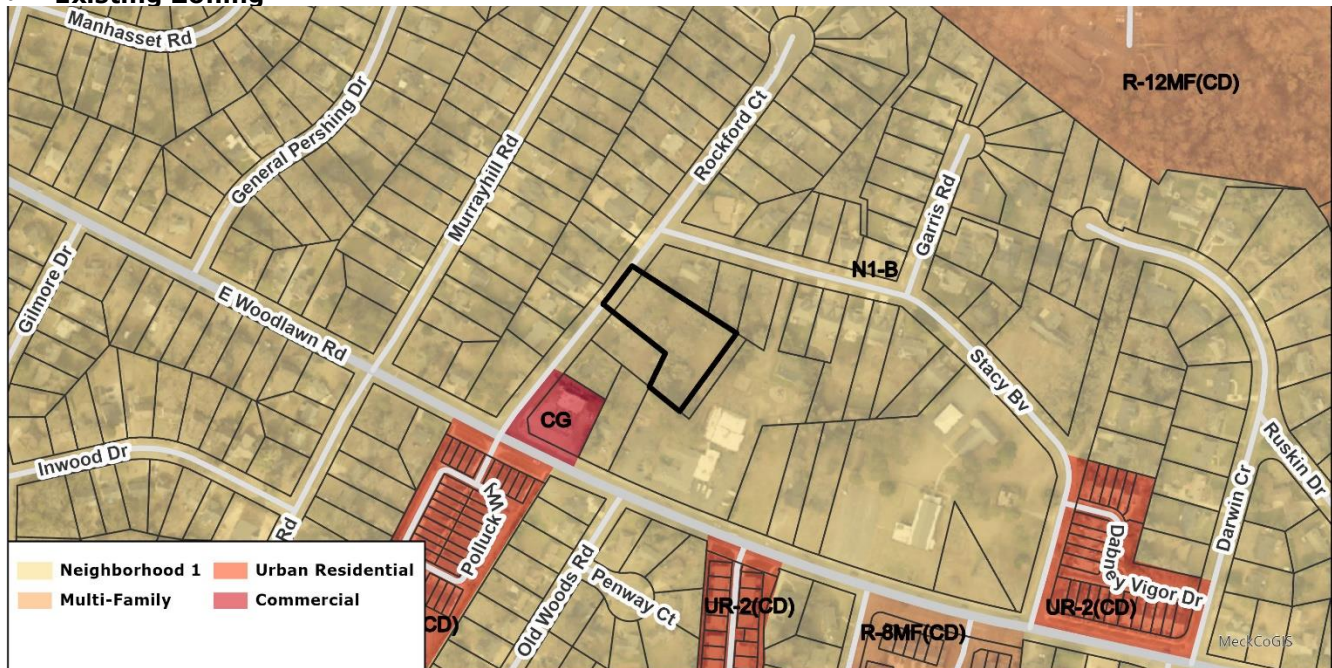 Existing Zoning
Manhasset Rd
General Pershing Dr
Murrayhill Rd
Rockford Ct
R-12MF(CD)
Garris Rd
N1-B
Gilmore Dr
E Woodlawn Rd
Stacy Bv
CG
Inwood Dr
Polluck Wy
Ruskin Dr
Darwin Cr
Rd
Old Woods Rd
Penway Ct
Dabney Vigor Dr
UR-2(CD)
UR-2(CD)
R-8MF(CD)
CD)
Neighborhood 1
Urban Residential
Multi-Family
Commercial
MeckCoGIS